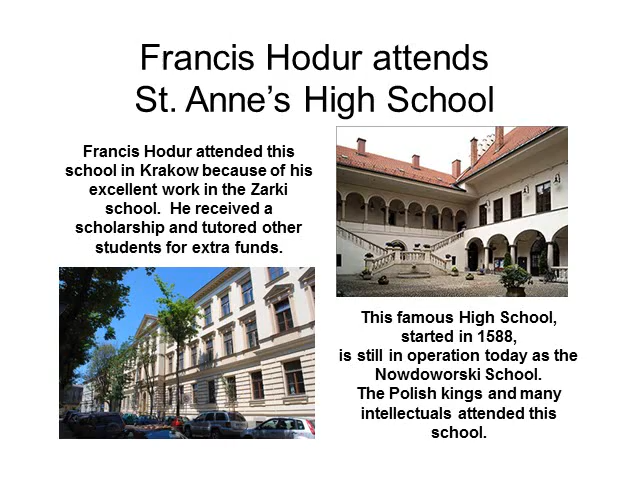 Francis Hodur attends
St. Anne’s High School
Francis Hodur attended this
school in Krakow because of his
excellent work in the Zarki
school.  He received a
scholarship and tutored other
students for extra funds.
This famous High School,
started in 1588,
is still in operation today as the
Nowdoworski School.
The Polish kings and many
intellectuals attended this
school.